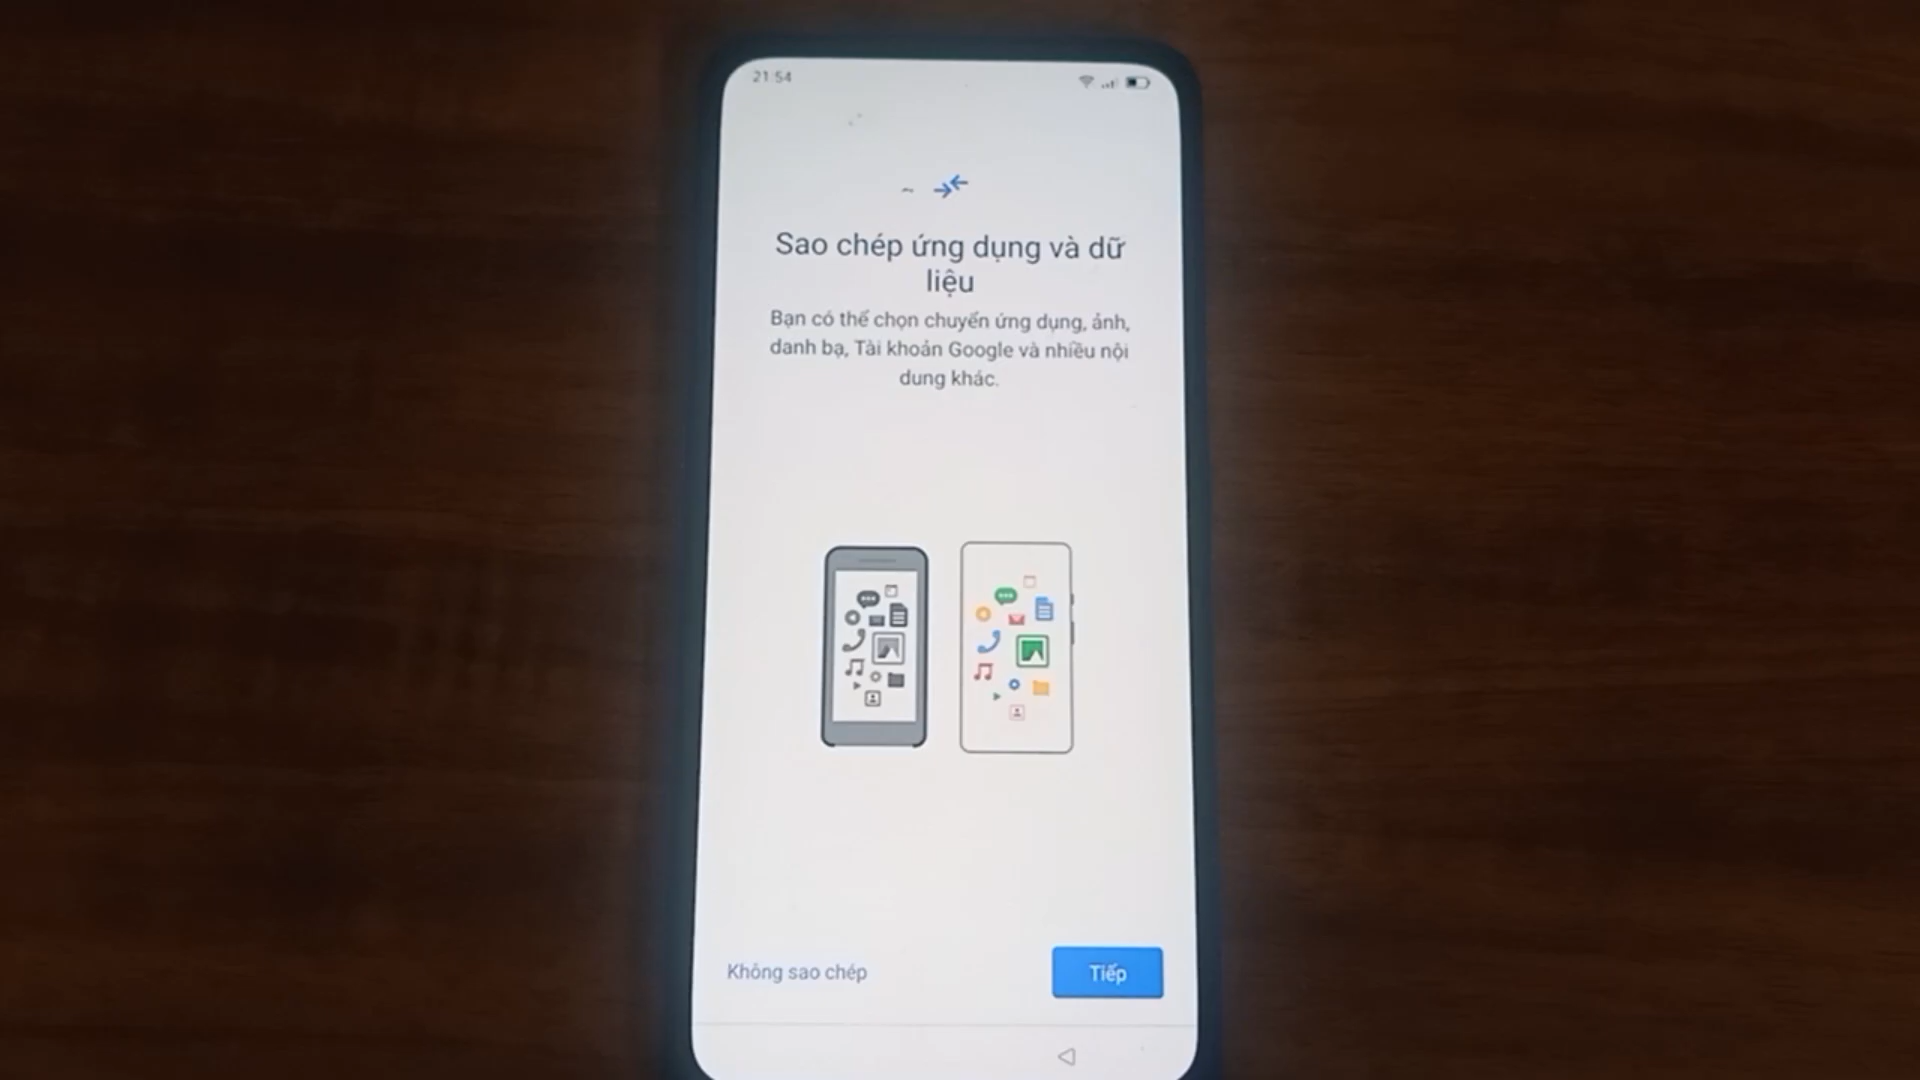 21:54
Sao chép ứng dụng và dữ
liệu
Bạn có thể chọn chuyển ứng dụng, ảnh,
danh bạ, Tài khoản Google và nhiều nội
dung khác.
Không sao chép
Tiếp